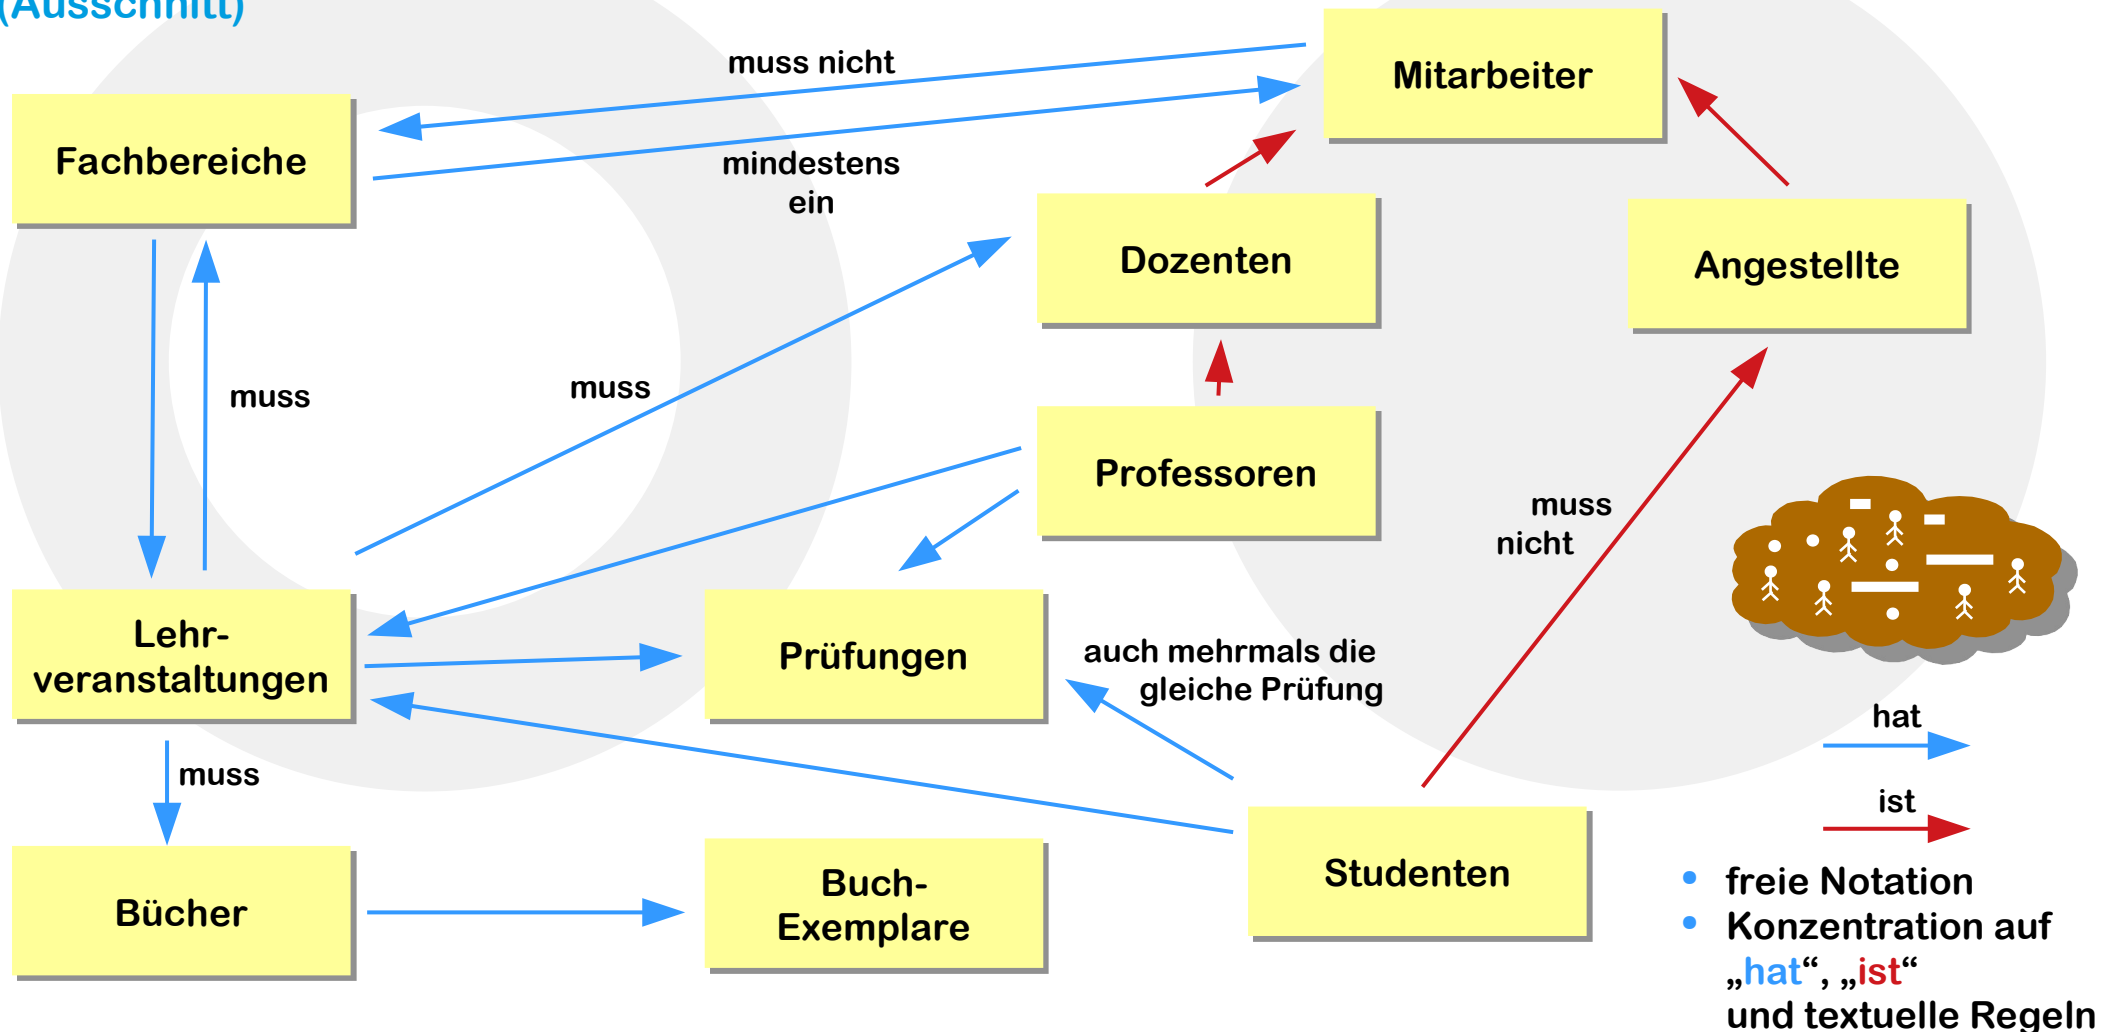 (Ausschnitt)
muss nicht
Mitarbeiter
Fachbereiche
mindestens
ein
Dozenten
Angestellte
muss
muss
Professoren
muss
nicht
Lehr-
veranstaltungen
Prüfungen
auch mehrmals die
gleiche Prüfung
hat
muss
ist
Bücher
Buch-
Exemplare
Studenten
• freie Notation
• Konzentration auf
„hat“, „ist“
und textuelle Regeln